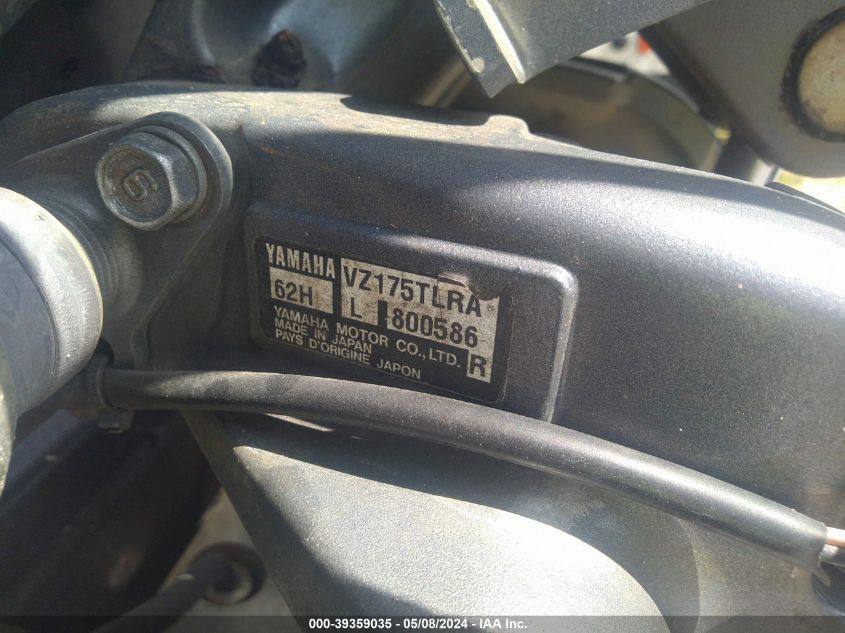 6
YAMAHA VZ175TLRA
62H L 800586
YAMAHA MOTOR CO.,LTD. R
MADE IN JAPAN
PAYS D'ORIGINE JAPON
000-39359035 - 05/08/2024 - © IAA Inc.